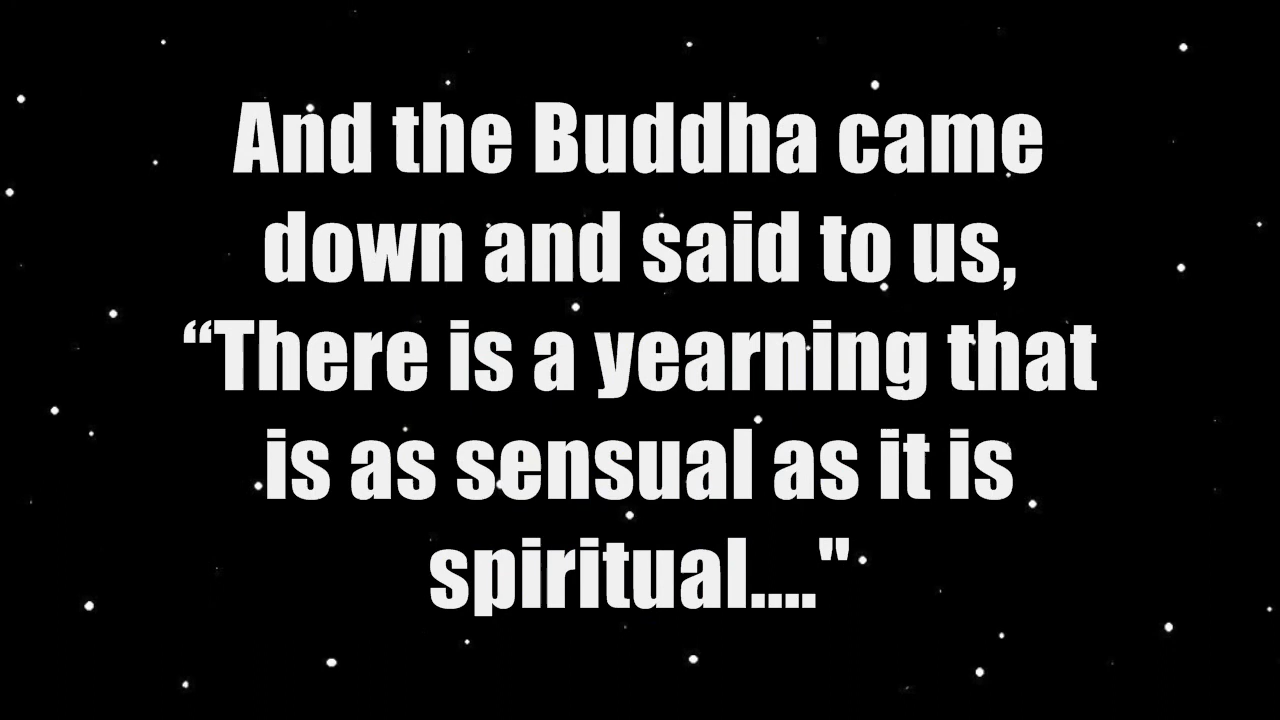 And the Buddha came
down and said to us,
“There is a yearning that
is as sensual as it is
spiritual...."